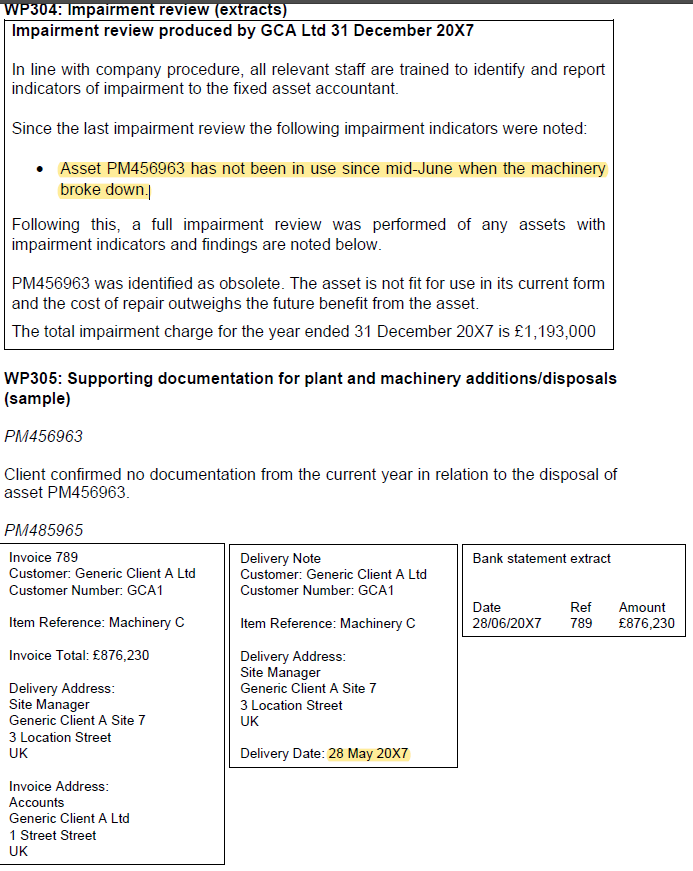 WP304: Impairment review (extracts)
Impairment review produced by GCA Ltd 31 December 20X7
In line with company procedure, all relevant staff are trained to identify and report
indicators of impairment to the fixed asset accountant.
Since the last impairment review the following impairment indicators were noted:
• Asset PM456963 has not been in use since mid-June when the machinery
broke down.
Following this, a full impairment review was performed of any assets with
impairment indicators and findings are noted below.
PM456963 was identified as obsolete. The asset is not fit for use in its current form
and the cost of repair outweighs the future benefit from the asset.
The total impairment charge for the year ended 31 December 20X7 is £1,193,000
WP305: Supporting documentation for plant and machinery additions/disposals
(sample)
PM456963
Client confirmed no documentation from the current year in relation to the disposal of
asset PM456963.
PM485965
Invoice 789
Customer: Generic Client A Ltd
Customer Number: GCA1
Item Reference: Machinery C
Invoice Total: £876,230
Delivery Address:
Site Manager
Generic Client A Site 7
3 Location Street
UK
Invoice Address:
Accounts
Generic Client A Ltd
1 Street Street
UK
Delivery Note
Customer: Generic Client A Ltd
Customer Number: GCA1
Item Reference: Machinery C
Delivery Address:
Site Manager
Generic Client A Site 7
3 Location Street
UK
Delivery Date: 28 May 20X7
Bank statement extract
Date Ref Amount
28/06/20X7 789 £876,230